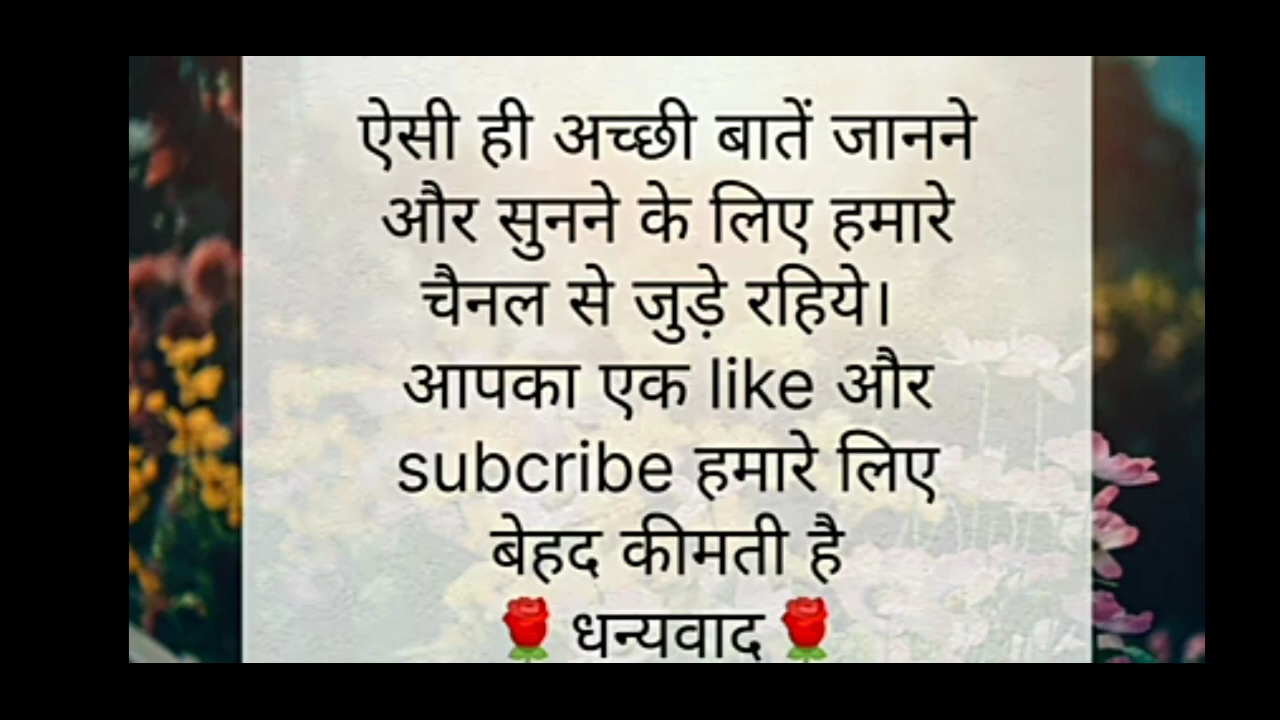 ऐसी ही अच्छी बातें जानने
और सुनने के लिए हमारे
चैनल से जुड़े रहिये।
आपका एक like और
subcribe हमारे लिए
बेहद कीमती है
🌹धन्यवाद🌹